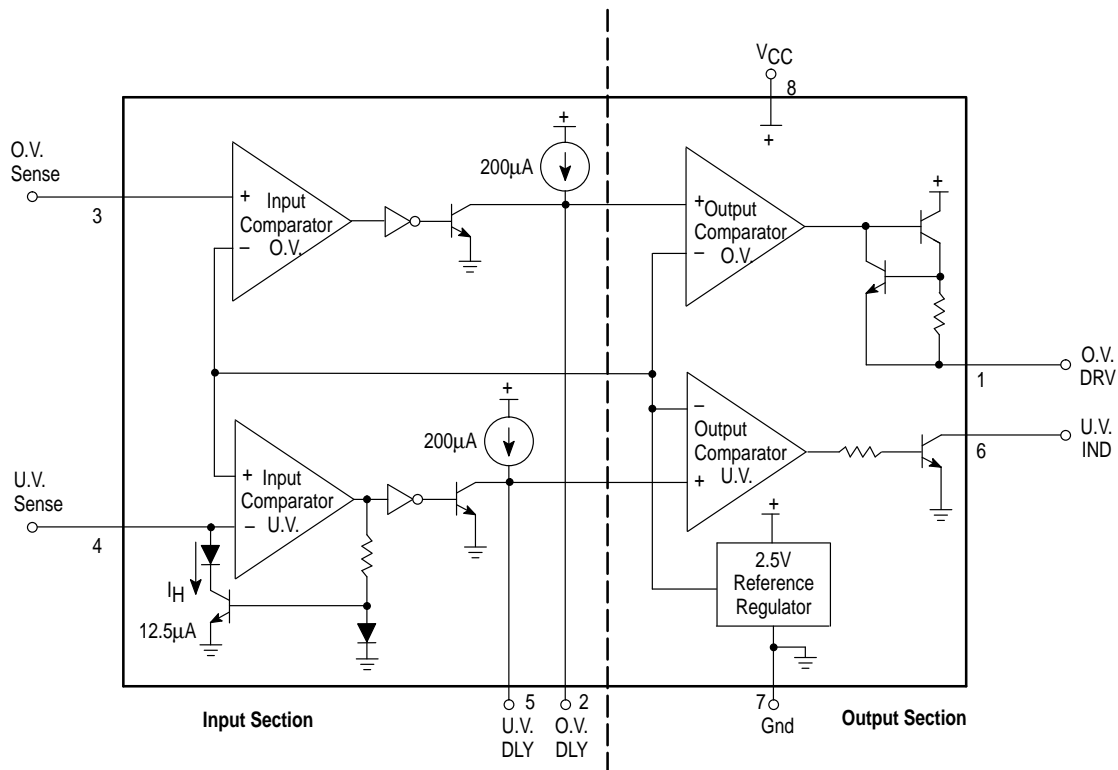 VCC
8
O.V.
Sense
3
+
Input
Comparator
O.V.
−
+
200µA
+
+
Output
Comparator
O.V.
−
+
O.V.
DRV
1
U.V.
Sense
4
+
Input
Comparator
U.V.
−
+
200µA
−
Output
Comparator
U.V.
+
U.V.
IND
6
IH
12.5µA
+
2.5V
Reference
Regulator
Input Section
5
U.V.
DLY
2
O.V.
DLY
7
Gnd
Output Section